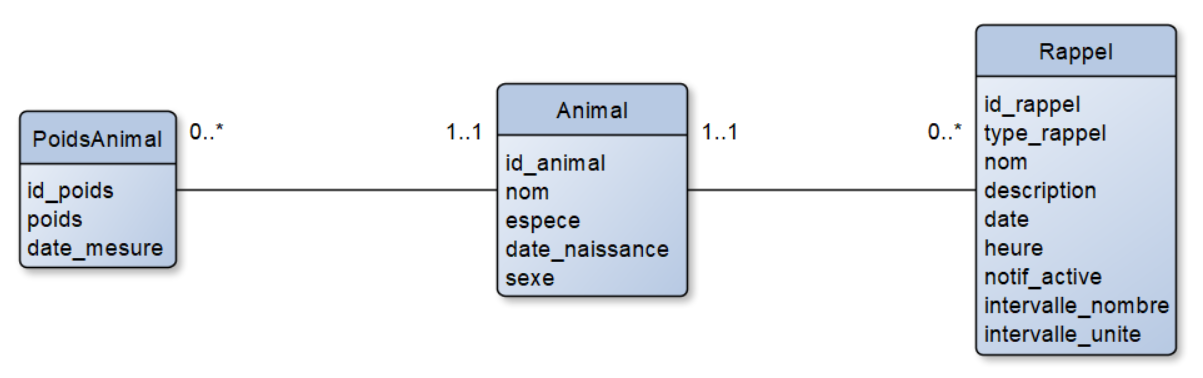 PoidsAnimal
id_poids
poids
date_mesure
0..*
1..1
Animal
id_animal
nom
espece
date_naissance
sexe
1..1
0..*
Rappel
id_rappel
type_rappel
nom
description
date
heure
notif_active
intervalle_nombre
intervalle_unite